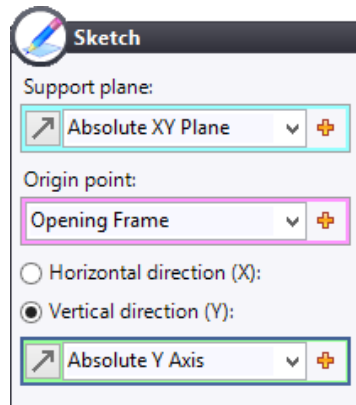 Sketch
Support plane:
Absolute XY Plane
Origin point:
Opening Frame
Horizontal direction (X):
Vertical direction (Y):
Absolute Y Axis